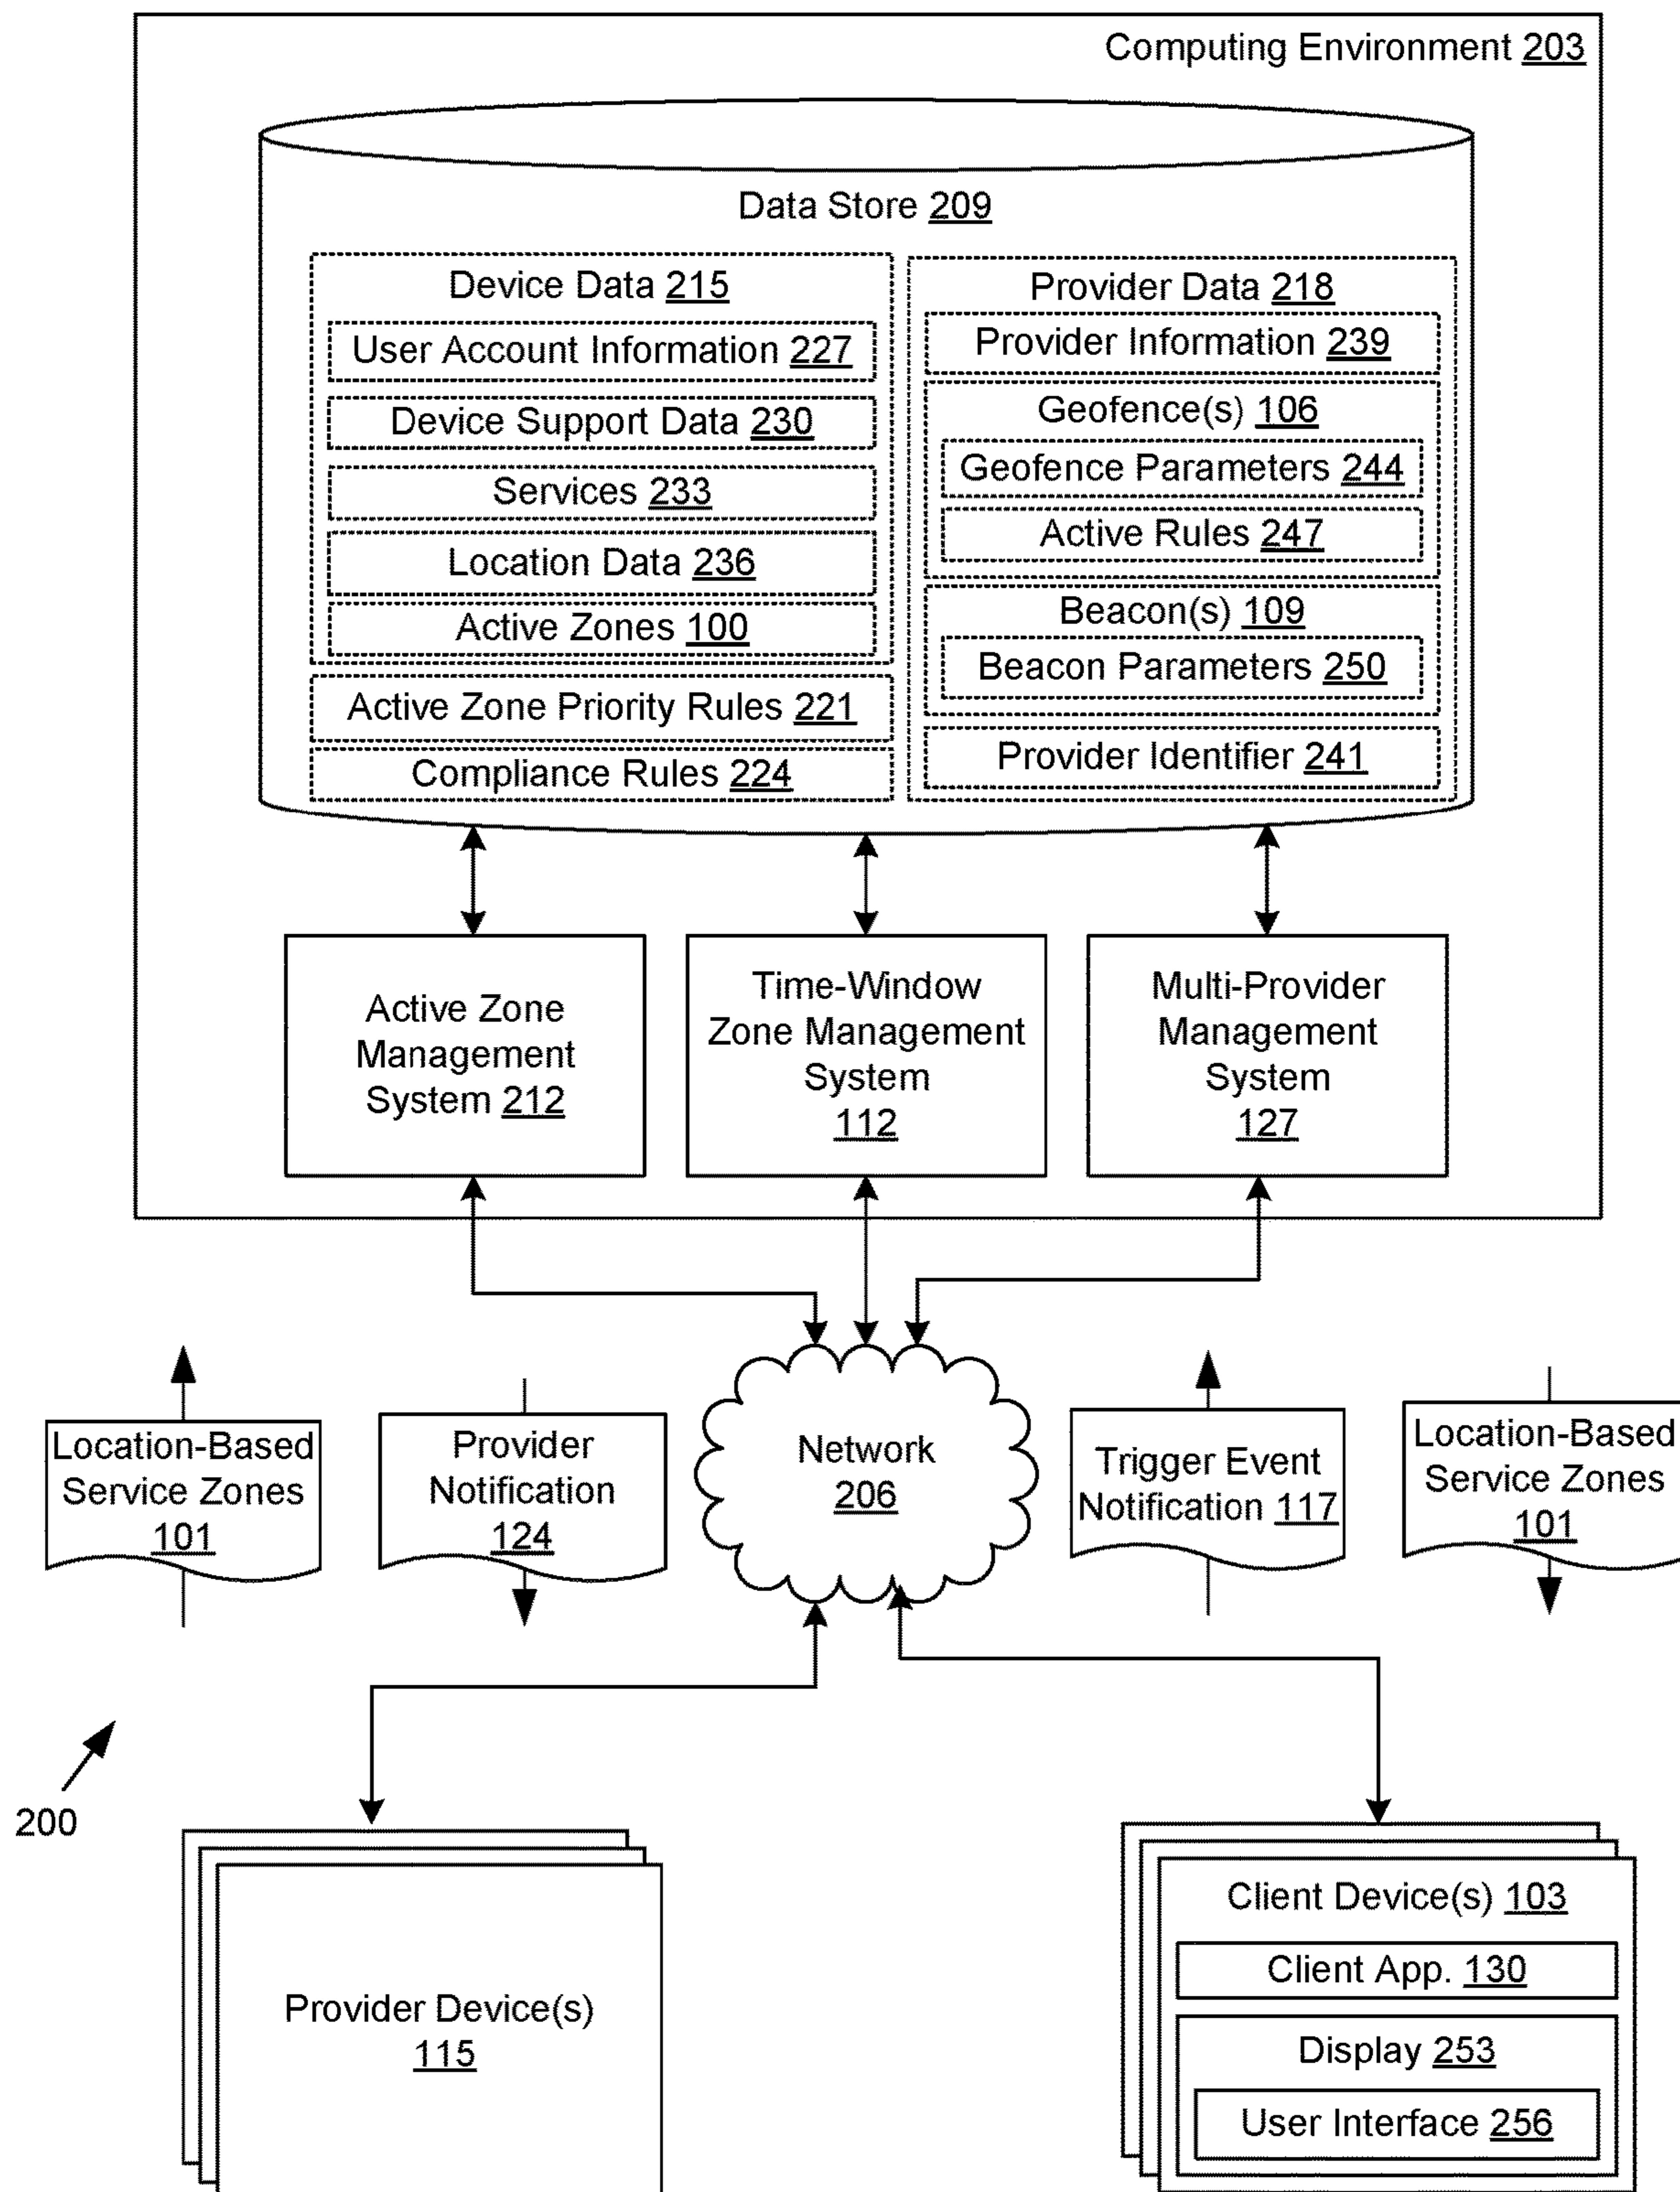 Computing Environment 203
Data Store 209
Device Data 215
User Account Information 227
Device Support Data 230
Services 233
Location Data 236
Active Zones 100
Active Zone Priority Rules 221
Compliance Rules 224
Provider Data 218
Provider Information 239
Geofence(s) 106
Geofence Parameters 244
Active Rules 247
Beacon(s) 109
Beacon Parameters 250
Provider Identifier 241
Active Zone
Management
System 212
Time-Window
Zone Management
System
112
Multi-Provider
Management
System
127
Location-Based
Service Zones
101
Provider
Notification
124
Network
206
Trigger Event
Notification 117
Location-Based
Service Zones
101
200
Provider Device(s)
115
Client Device(s) 103
Client App. 130
Display 253
User Interface 256